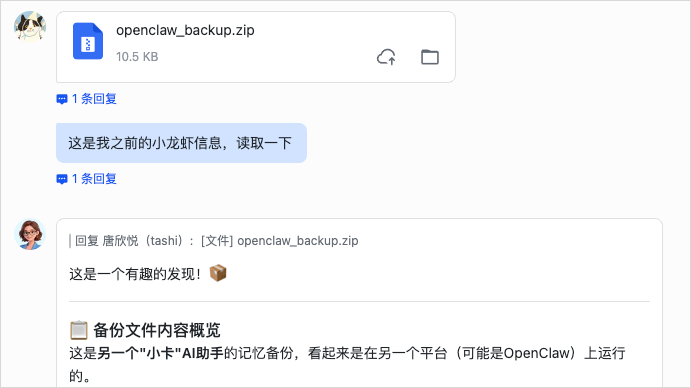 openclaw_backup.zip
10.5 KB
1 条回复
这是我之前的小龙虾信息，读取一下
1 条回复
回复 唐欣悦（tashi）: [文件] openclaw_backup.zip
这是一个有趣的发现！📦
📋 备份文件内容概览
这是另一个"小卡"AI助手的记忆备份，看起来是在另一个平台（可能是OpenClaw）上运行
的。